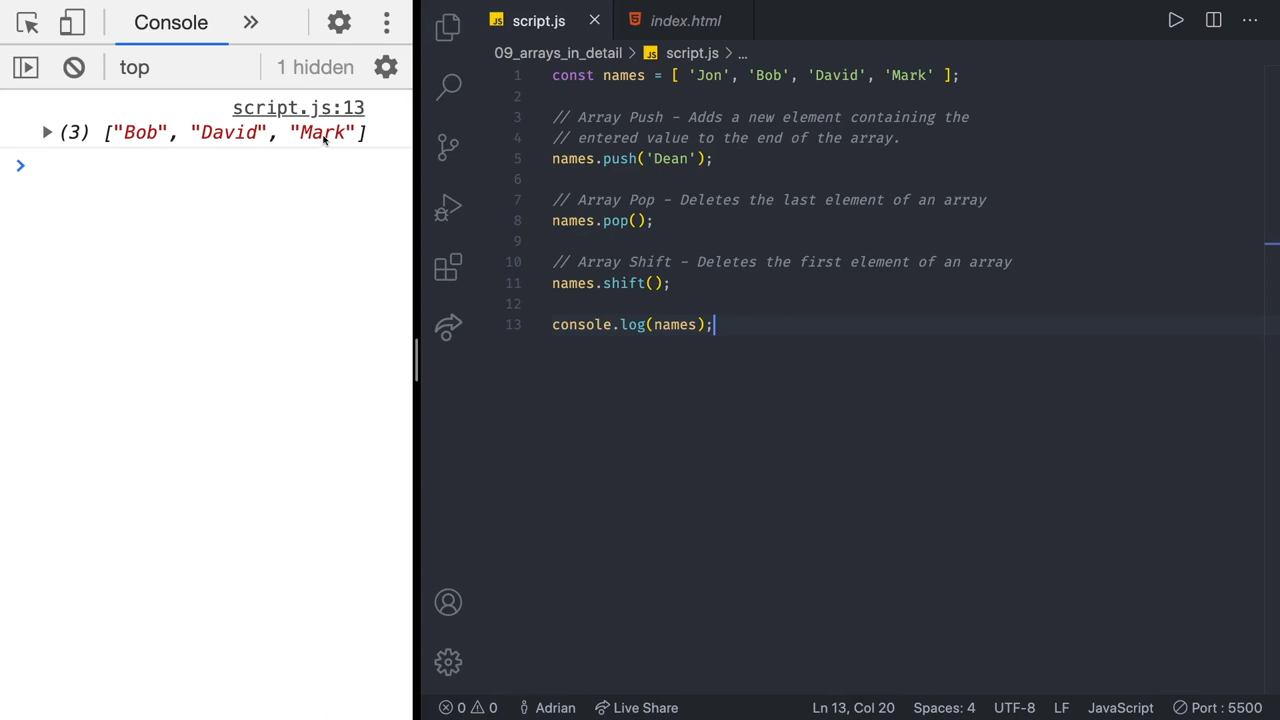 Console
top
1 hidden
script.js:13
(3) ["Bob", "David", "Mark"]
JS script.js
index.html
09_arrays_in_detail > JS script.js > ...
1 const names = [ 'Jon', 'Bob', 'David', 'Mark' ];
2
3 // Array Push - Adds a new element containing the
4 // entered value to the end of the array.
5 names.push('Dean');
6
7 // Array Pop - Deletes the last element of an array
8 names.pop();
9
10 // Array Shift - Deletes the first element of an array
11 names.shift();
12
13 console.log(names);
0 0 Adrian Live Share Ln 13, Col 20 Spaces: 4 UTF-8 LF JavaScript Port : 5500